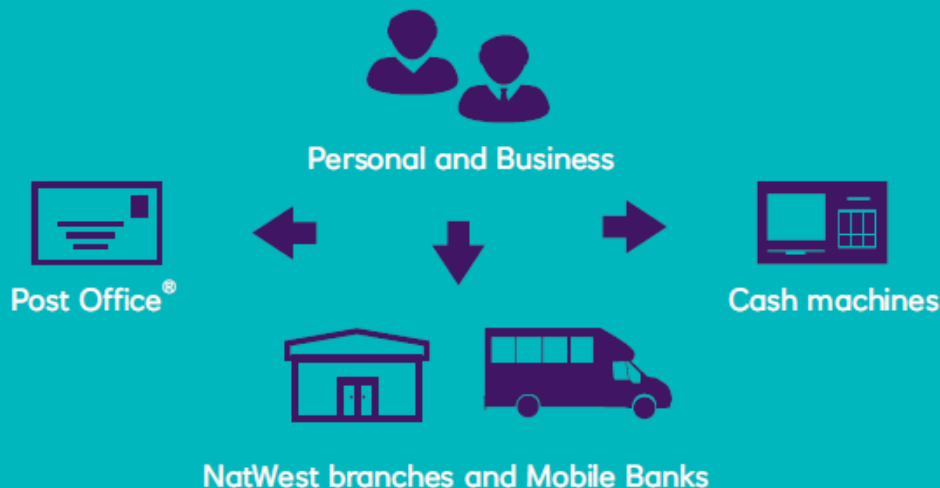 Personal and Business
Post Office®
Cash machines
NatWest branches and Mobile Banks